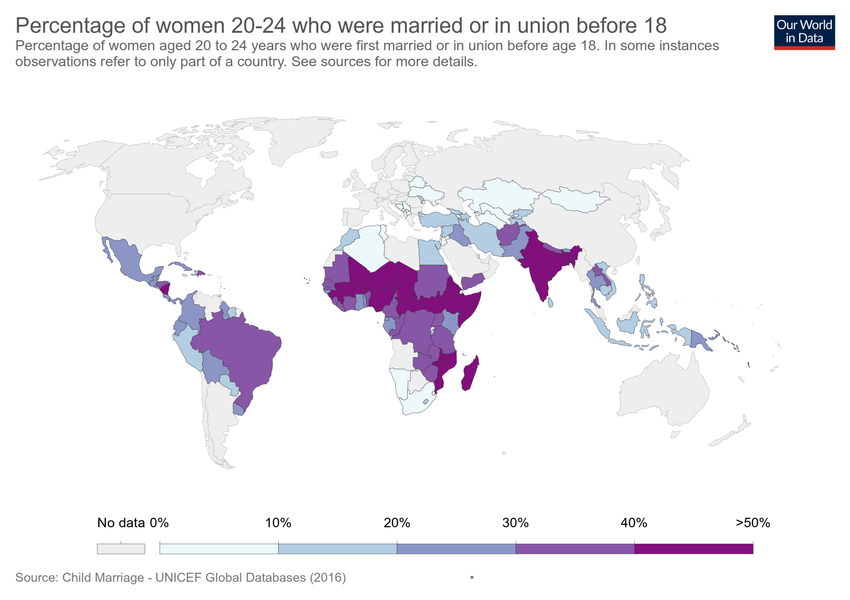 Percentage of women 20-24 who were married or in union before 18
Our World
in Data
Percentage of women aged 20 to 24 years who were first married or in union before age 18. In some instances
observations refer to only part of a country. See sources for more details.
No data 0% 10% 20% 30% 40% >50%
Source: Child Marriage - UNICEF Global Databases (2016) •